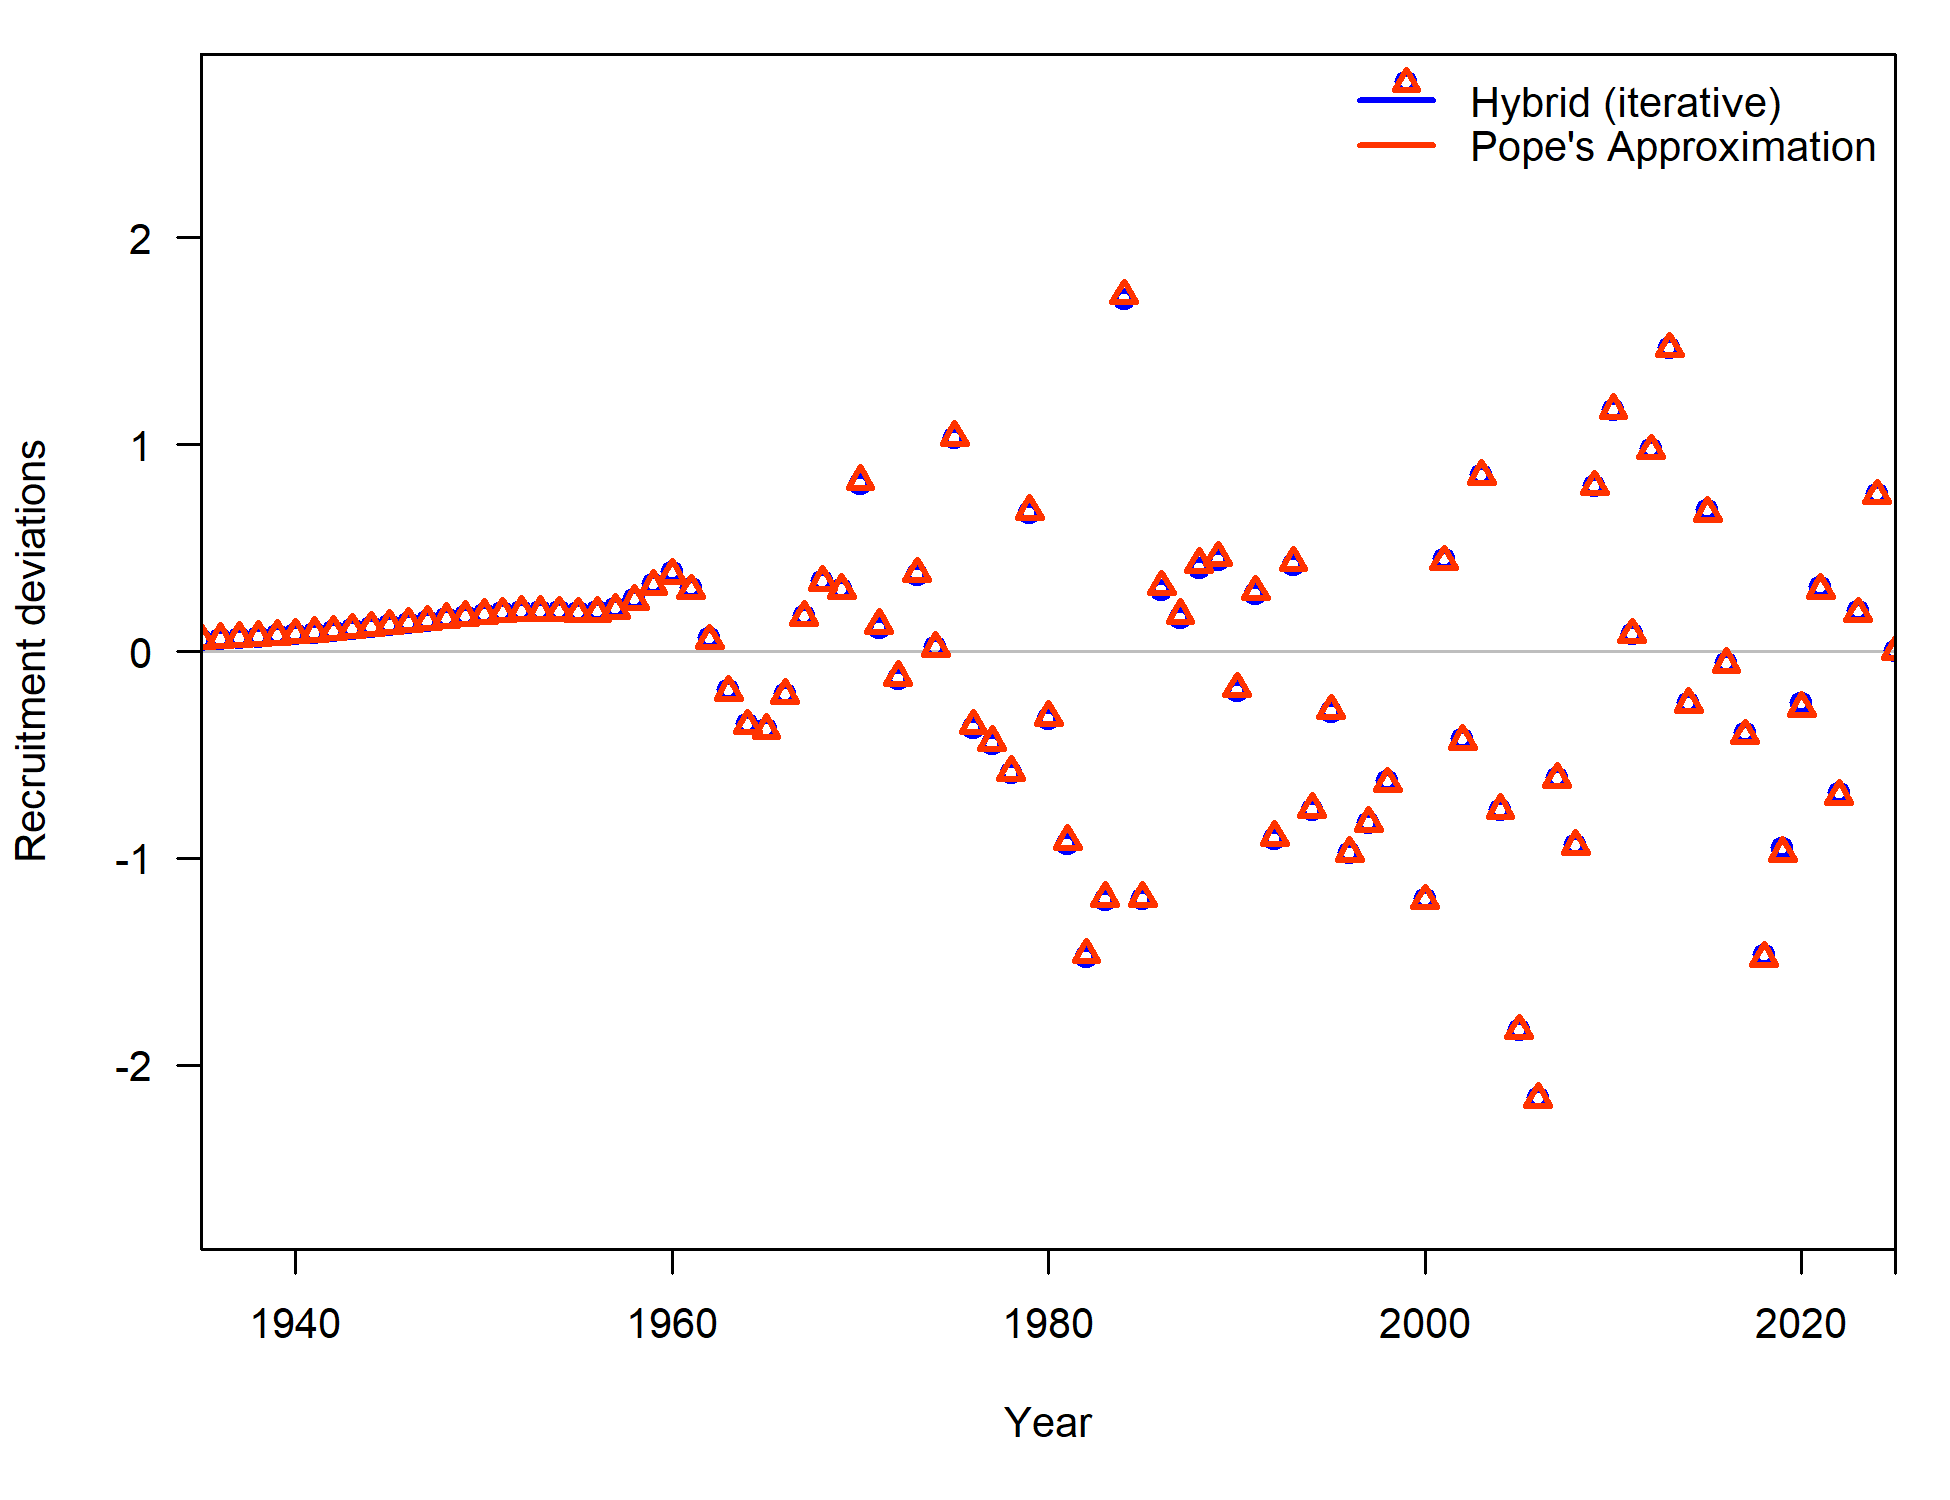 Hybrid (iterative)
Pope's Approximation
2
1
0
-1
-2
Recruitment deviations
1940 1960 1980 2000 2020
Year